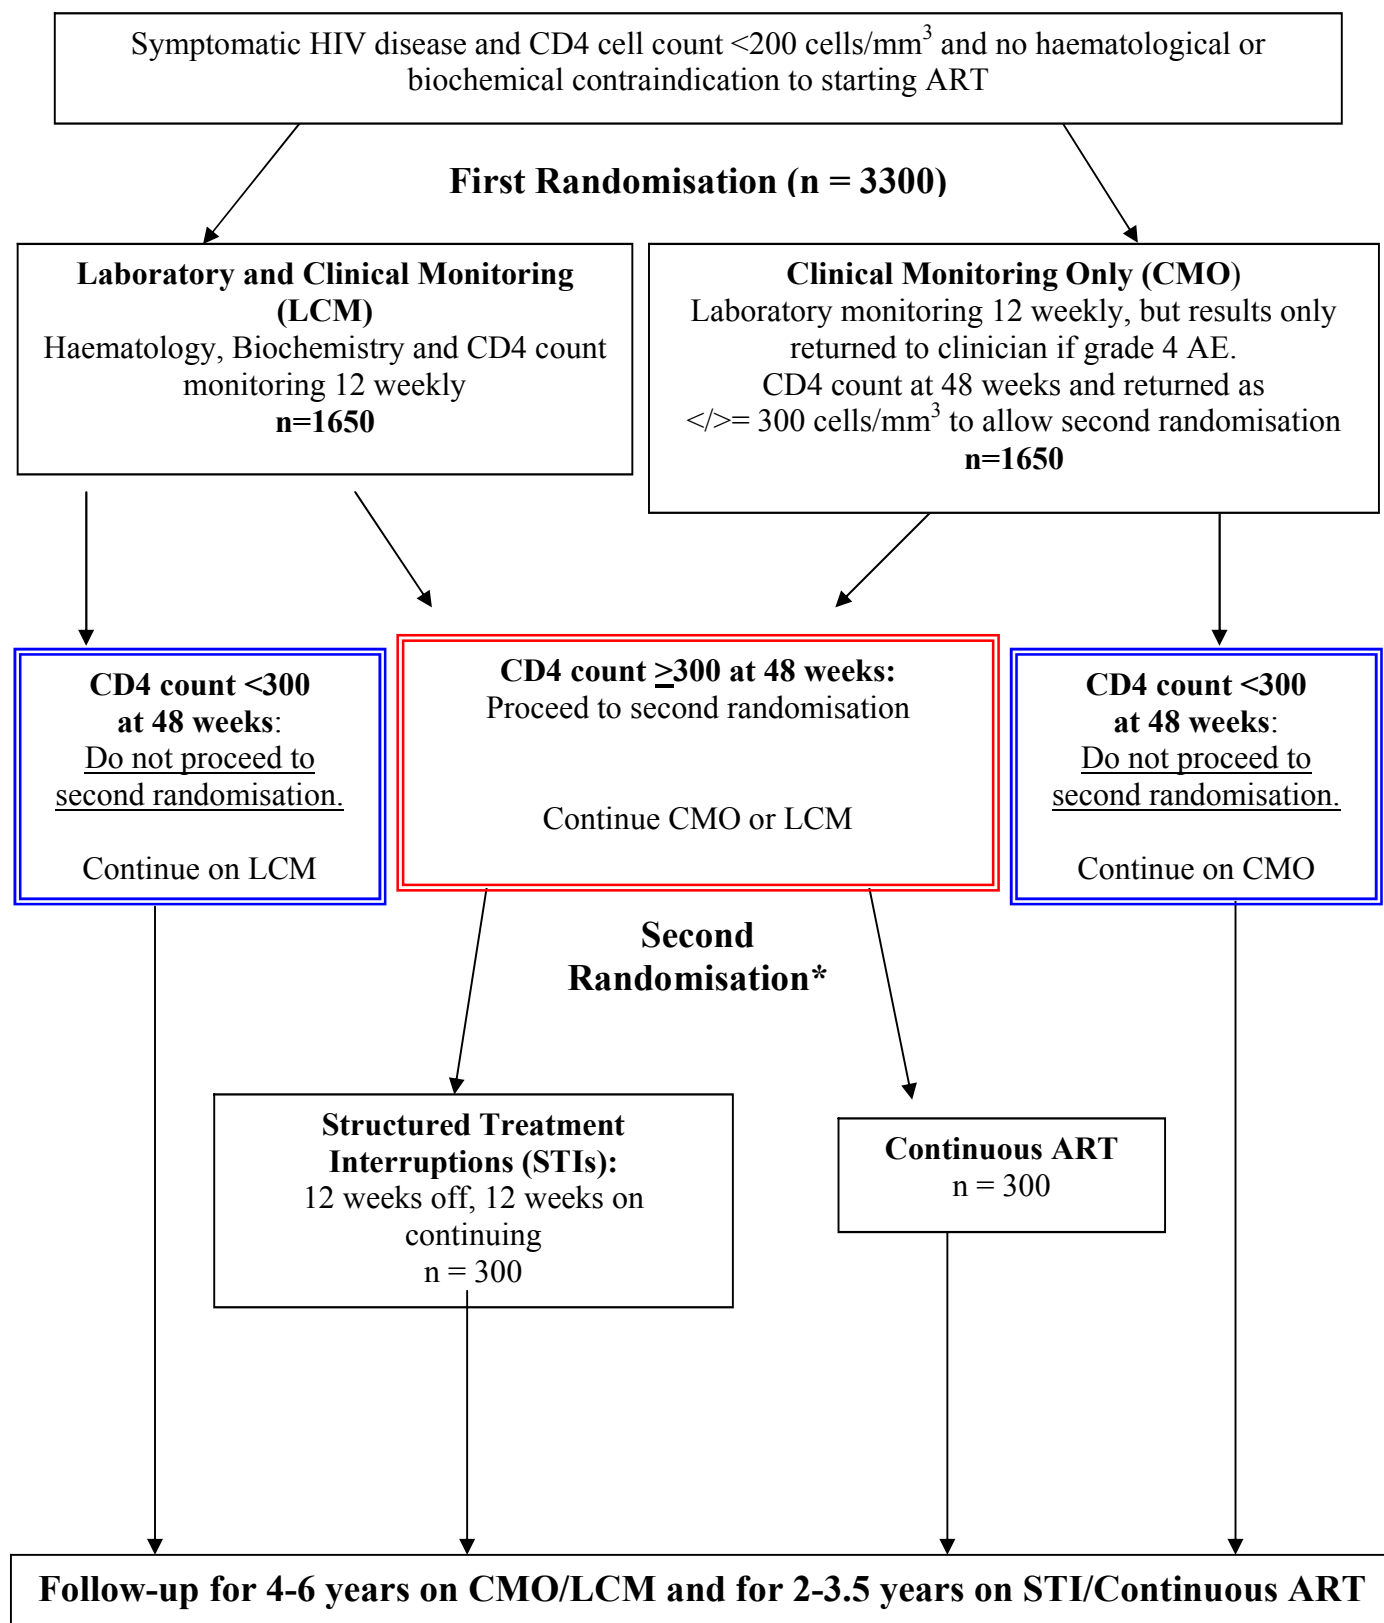 Symptomatic HIV disease and CD4 cell count <200 cells/mm³ and no haematological or
biochemical contraindication to starting ART
First Randomisation (n = 3300)
Laboratory and Clinical Monitoring
(LCM)
Haematology, Biochemistry and CD4 count
monitoring 12 weekly
n=1650
Clinical Monitoring Only (CMO)
Laboratory monitoring 12 weekly, but results only
returned to clinician if grade 4 AE.
CD4 count at 48 weeks and returned as
</>= 300 cells/mm³ to allow second randomisation
n=1650
CD4 count <300
at 48 weeks:
Do not proceed to
second randomisation.
Continue on LCM
CD4 count ≥300 at 48 weeks:
Proceed to second randomisation
Continue CMO or LCM
CD4 count <300
at 48 weeks:
Do not proceed to
second randomisation.
Continue on CMO
Second
Randomisation*
Structured Treatment
Interruptions (STIs):
12 weeks off, 12 weeks on
continuing
n = 300
Continuous ART
n = 300
Follow-up for 4-6 years on CMO/LCM and for 2-3.5 years on STI/Continuous ART